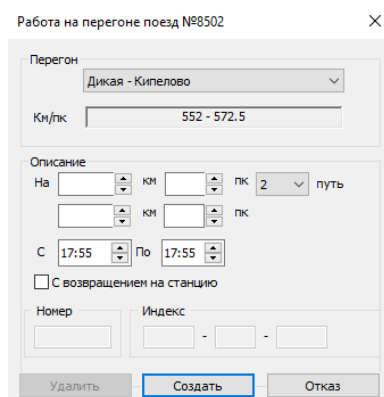 Работа на перегоне поезд №8502
Перегон
Дикая - Кипелово
Км/пк 552 - 572.5
Описание
На км пк 2 путь
км пк
С 17:55 По 17:55
С возвращением на станцию
Номер Индекс
- -
Удалить Создать Отказ